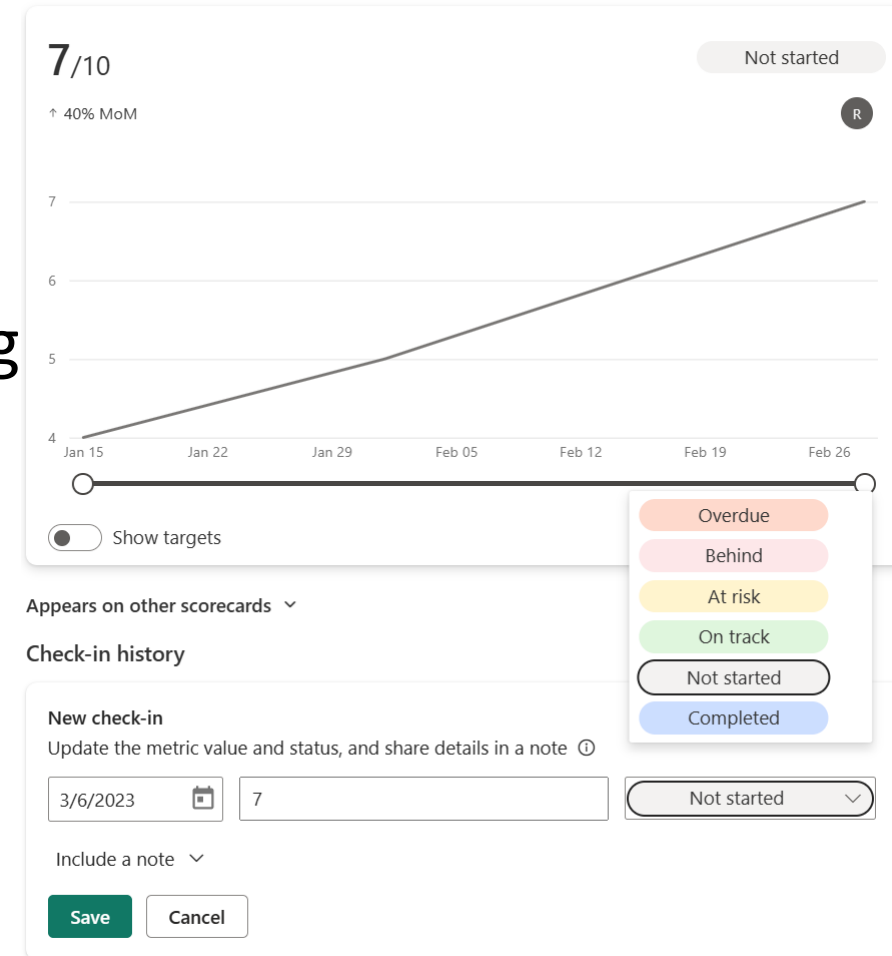 7/10
Not started
↑ 40% MoM
R
7
6
5
4
g
Jan 15 Jan 22 Jan 29 Feb 05 Feb 12 Feb 19 Feb 26
Show targets
Overdue
Behind
At risk
On track
Not started
Completed
Appears on other scorecards
Check-in history
New check-in
Update the metric value and status, and share details in a note
3/6/2023 7 Not started
Include a note
Save Cancel